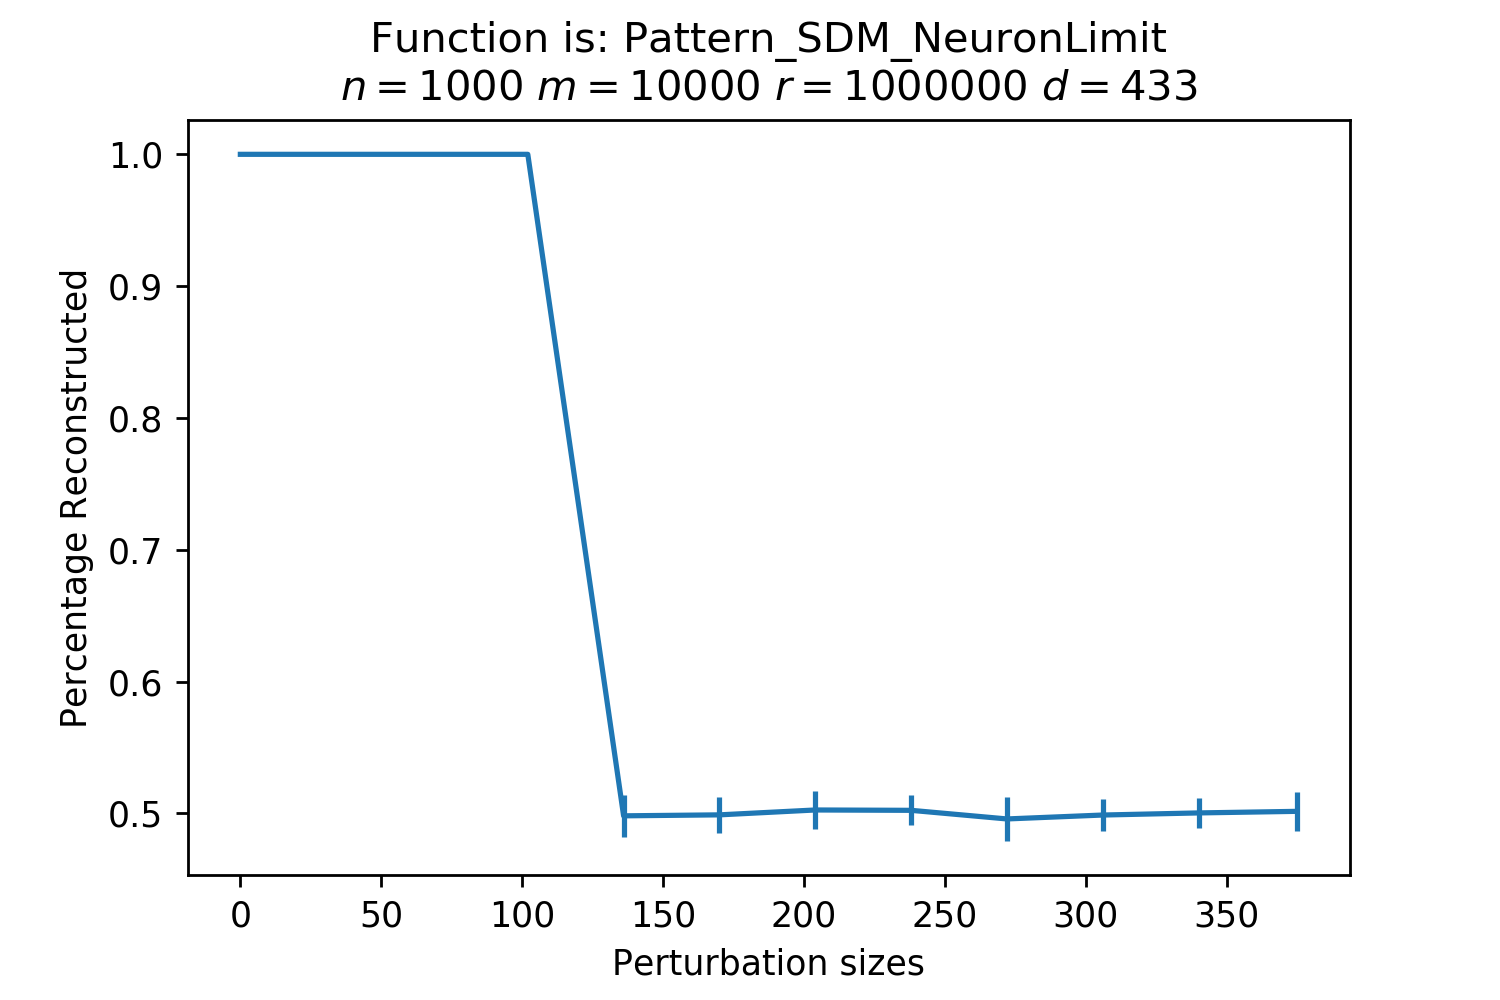 Function is: Pattern_SDM_NeuronLimit
n = 1000 m = 10000 r = 1000000 d = 433
1.0
0.9
0.8
0.7
0.6
0.5
Percentage Reconstructed
0 50 100 150 200 250 300 350
Perturbation sizes